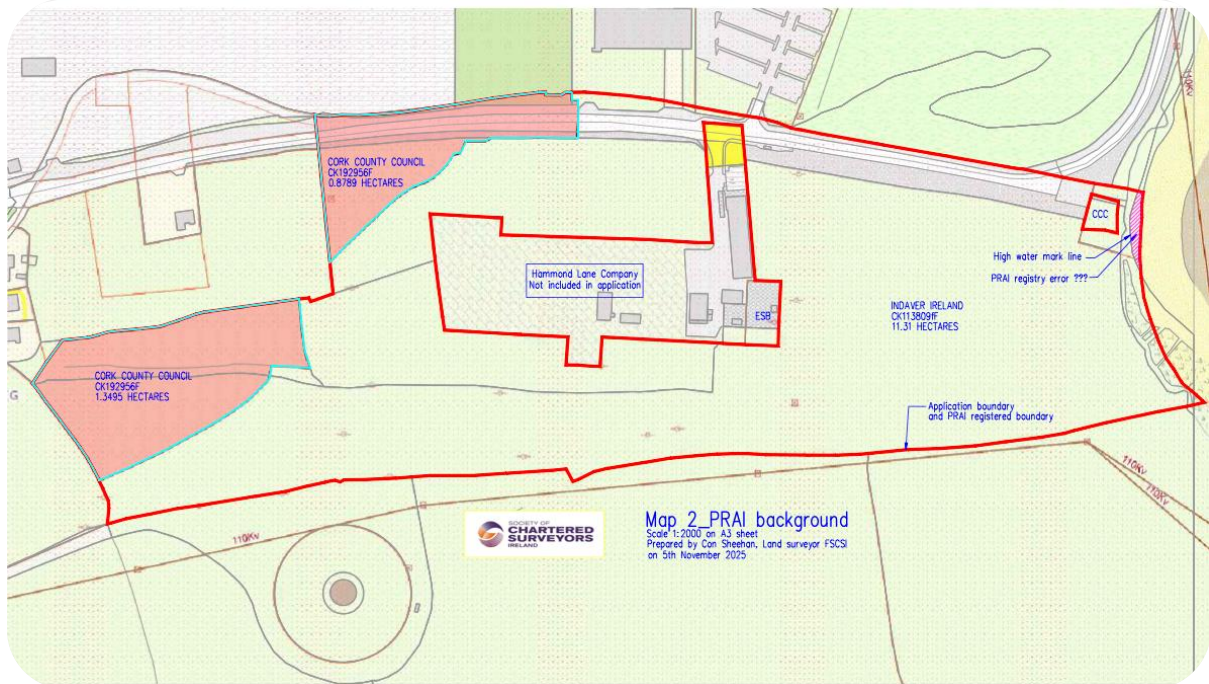 110Kv
CORK COUNTY COUNCIL
CK192956F
0.8789 HECTARES
CCC
High water mark line
PRAI registry error ???
Hammond Lane Company
Not included in application
ESB
INDAVER IRELAND
CK113809fF
11.31 HECTARES
CORK COUNTY COUNCIL
CK192956F
1.3495 HECTARES
G
Application boundary
and PRAI registered boundary
110Kv
110Kv
110Kv
SOCIETY OF
CHARTERED
SURVEYORS
IRELAND
Map 2_PRAI background
Scale 1:2000 on A3 sheet
Prepared by Con Sheehan, Land surveyor FSCSI
on 5th November 2025